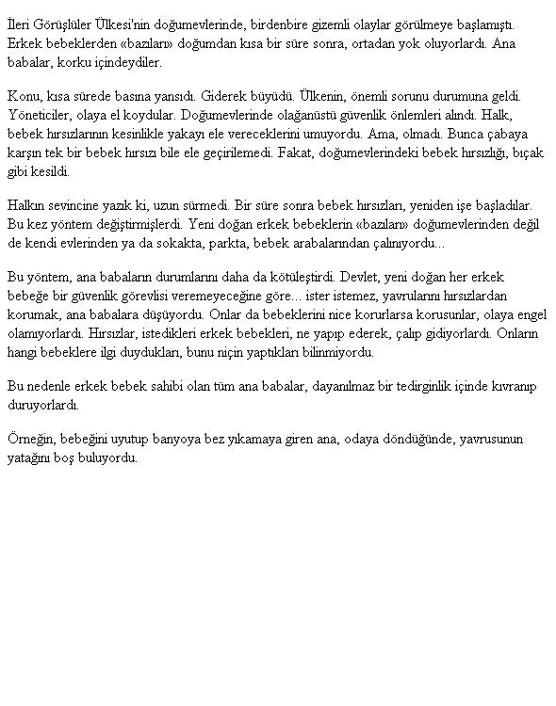 İleri Görüşlüler Ülkesi'nin doğumevlerinde, birdenbire gizemli olaylar görülmeye başlamıştı.
Erkek bebeklerden «bazıları» doğumdan kısa bir süre sonra, ortadan yok oluyorlardı. Ana
babalar, korku içindeydiler.
Konu, kısa sürede basına yansıdı. Giderek büyüdü. Ülkenin, önemli sorunu durumuna geldi.
Yöneticiler, olaya el koydular. Doğumevlerinde olağanüstü güvenlik önlemleri alındı. Halk,
bebek hırsızlarının kesinlikle yakayı ele vereceklerini umuyordu. Ama, olmadı. Bunca çabaya
karşın tek bir bebek hırsızı bile ele geçirilemedi. Fakat, doğumevlerindeki bebek hırsızlığı, bıçak
gibi kesildi.
Halkın sevincine yazık ki, uzun sürmedi. Bir süre sonra bebek hırsızları, yeniden işe başladılar.
Bu kez yöntem değiştirmişlerdi. Yeni doğan erkek bebeklerin «bazıları» doğumevlerinden değil
de kendi evlerinden ya da sokakta, parkta, bebek arabalarından çalınıyordu...
Bu yöntem, ana babaların durumlarını daha da kötüleştirdi. Devlet, yeni doğan her erkek
bebeğe bir güvenlik görevlisi veremeyeceğine göre... ister istemez, yavrularını hırsızlardan
korumak, ana babalara düşüyordu. Onlar da bebeklerini nice korurlarsa korusunlar, olaya engel
olamıyorlardı. Hırsızlar, istedikleri erkek bebekleri, ne yapıp ederek, çalıp gidiyorlardı. Onların
hangi bebeklere ilgi duydukları, bunu niçin yaptıkları bilinmiyordu.
Bu nedenle erkek bebek sahibi olan tüm ana babalar, dayanılmaz bir tedirginlik içinde kıvranıp
duruyorlardı.
Örneğin, bebeğini uyutup banyoya bez yıkamaya giren ana, odaya döndüğünde, yavrusunun
yatağını boş buluyordu.